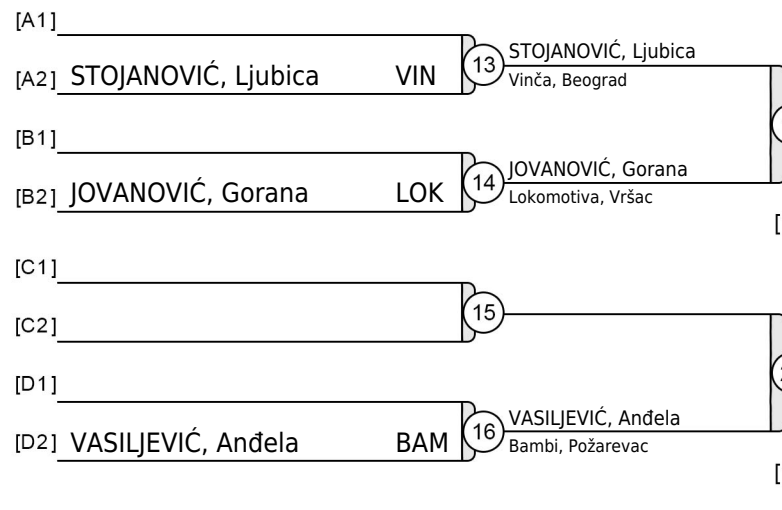 [A1]
[A2] STOJANOVIĆ, Ljubica VIN
13
STOJANOVIĆ, Ljubica
Vinča, Beograd
[B1]
[B2] JOVANOVIĆ, Gorana LOK
14
JOVANOVIĆ, Gorana
Lokomotiva, Vršac
[
[C1]
[C2]
15
[D1]
[D2] VASILJEVIĆ, Anđela BAM
16
VASILJEVIĆ, Anđela
Bambi, Požarevac
[